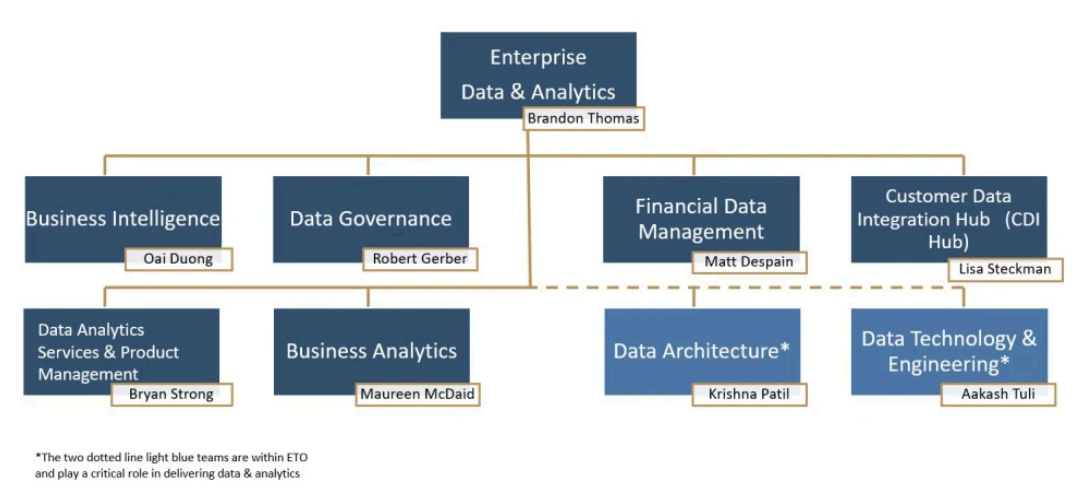 Enterprise
Data & Analytics
Brandon Thomas
Business Intelligence
Oai Duong
Data Governance
Robert Gerber
Financial Data
Management
Matt Despain
Customer Data
Integration Hub (CDI
Hub)
Lisa Steckman
Data Analytics
Services & Product
Management
Bryan Strong
Business Analytics
Maureen McDaid
Data Architecture*
Krishna Patil
Data Technology &
Engineering*
Aakash Tuli
*The two dotted line light blue teams are within ETO
and play a critical role in delivering data & analytics